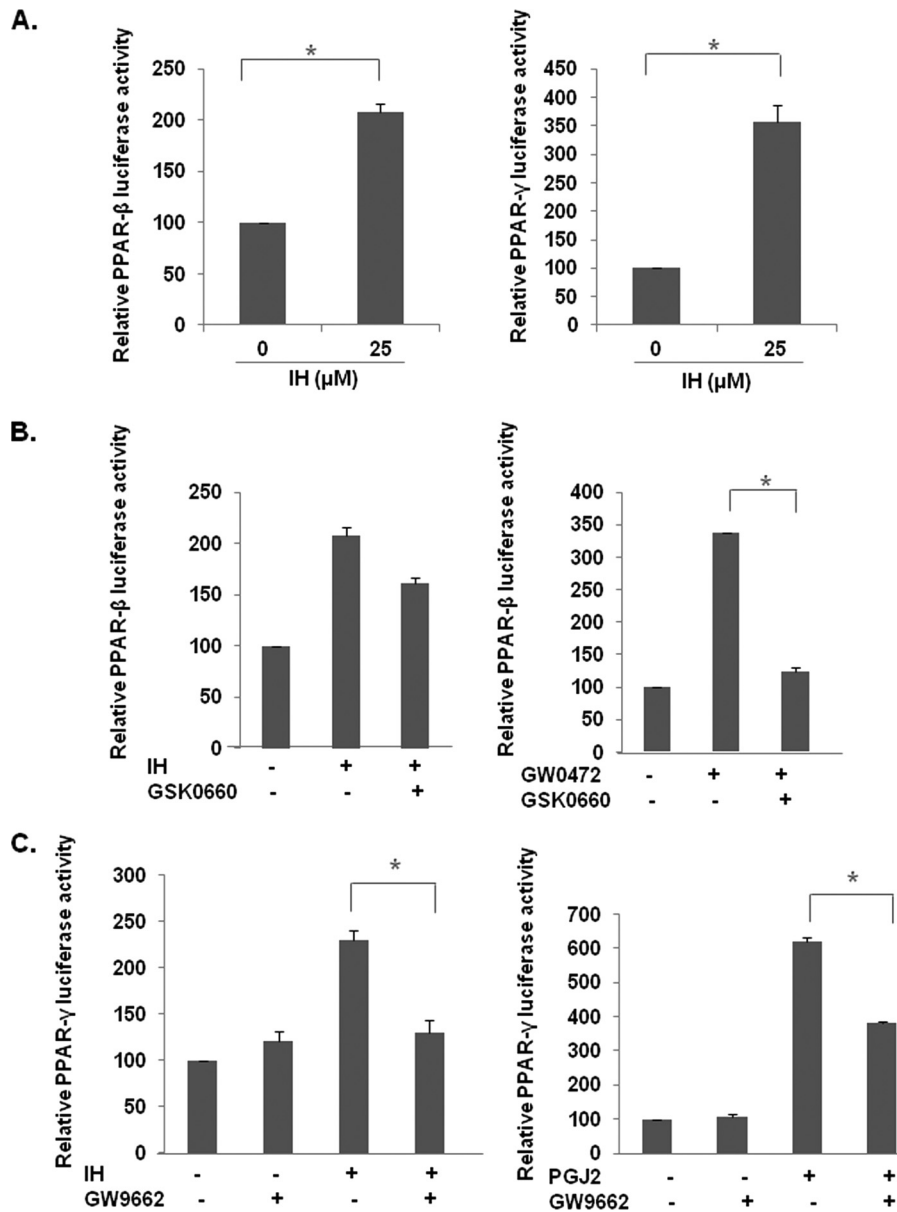 A.
Relative PPAR-β luciferase activity
250
200
150
100
50
0
*
0 25
IH (µM)
Relative PPAR-γ luciferase activity
450
400
350
300
250
200
150
100
50
0
*
0 25
IH (µM)
B.
Relative PPAR-β luciferase activity
250
200
150
100
50
0
IH - + +
GSK0660 - - +
Relative PPAR-β luciferase activity
400
350
300
250
200
150
100
50
0
*
GW0472 - + +
GSK0660 - - +
C.
Relative PPAR-γ luciferase activity
300
250
200
150
100
50
0
*
IH - - + +
GW9662 - + - +
Relative PPAR-γ luciferase activity
700
600
500
400
300
200
100
0
*
PGJ2 - - + +
GW9662 - + - +